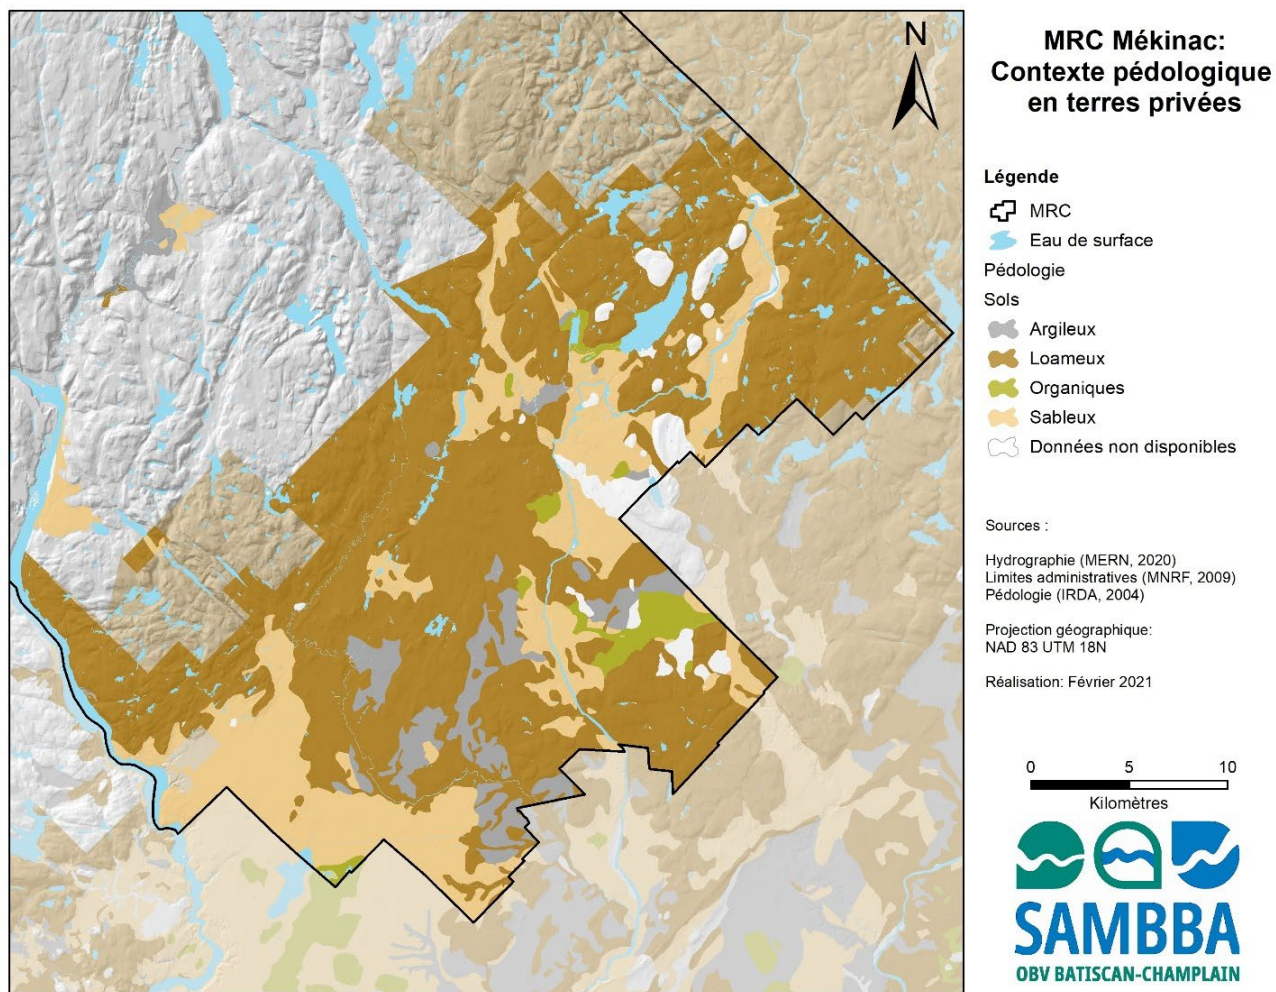 N
MRC Mékinac:
Contexte pédologique
en terres privées
Légende
MRC
Eau de surface
Pédologie
Sols
Argileux
Loameux
Organiques
Sableux
Données non disponibles
Sources :
Hydrographie (MERN, 2020)
Limites administratives (MNRF, 2009)
Pédologie (IRDA, 2004)
Projection géographique:
NAD 83 UTM 18N
Réalisation: Février 2021
0 5 10
Kilomètres
SAMBBA
OBV BATISCAN-CHAMPLAIN